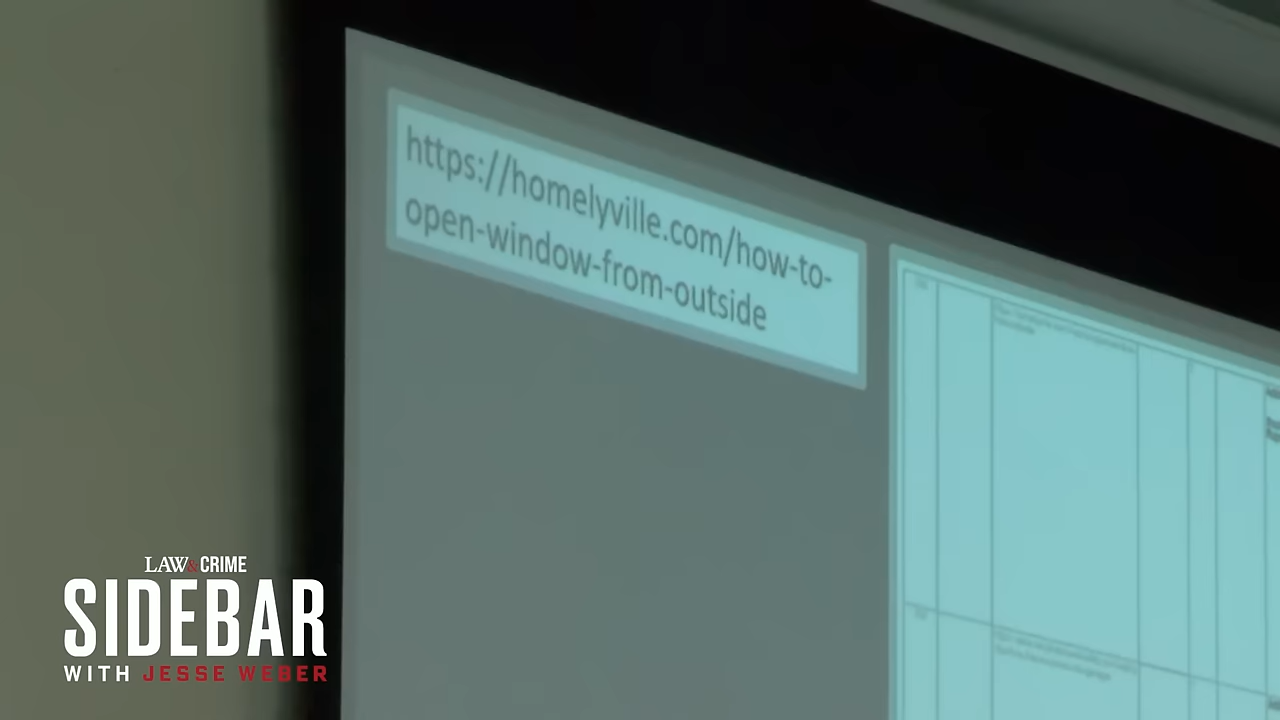 https://homelyville.com/how-to-
open-window-from-outside
LAW&CRIME
SIDEBAR
WITH JESSE WEBER